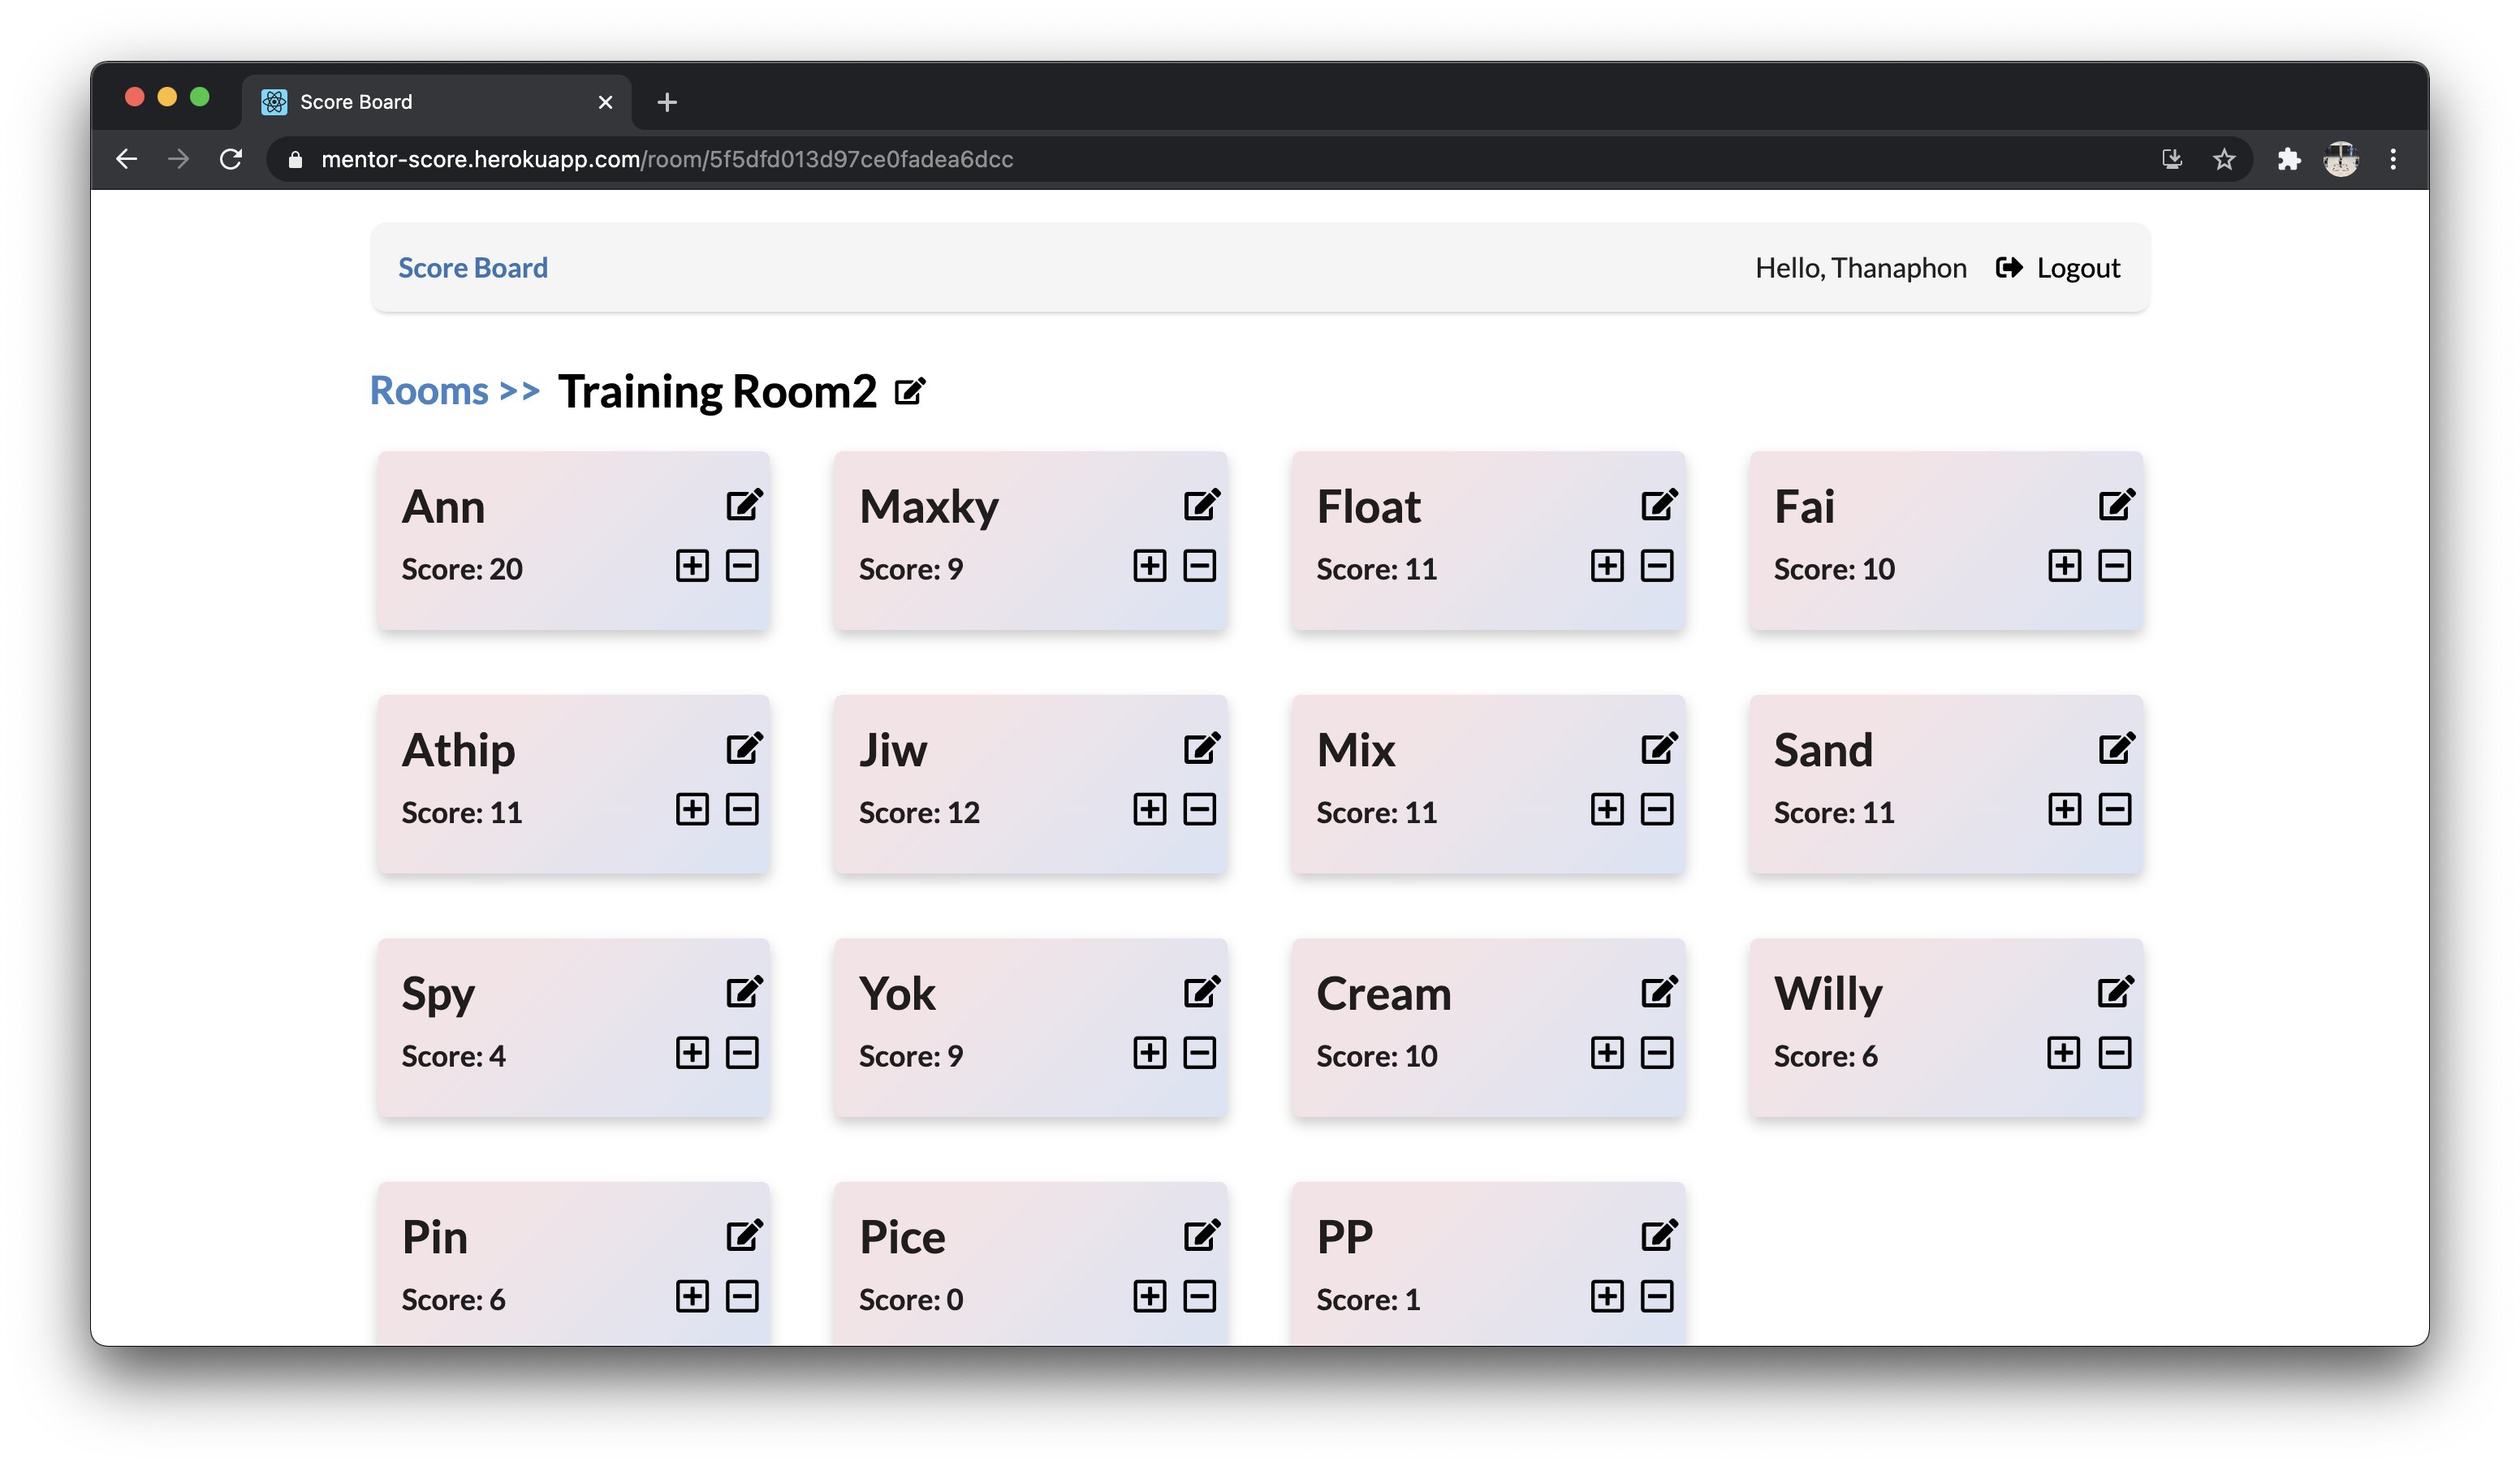 Score Board
mentor-score.herokuapp.com/room/5f5dfd013d97ce0fadea6dcc
Score Board Hello, Thanaphon Logout
Rooms >> Training Room2
Ann Maxky Float Fai
Score: 20 Score: 9 Score: 11 Score: 10
Athip Jiw Mix Sand
Score: 11 Score: 12 Score: 11 Score: 11
Spy Yok Cream Willy
Score: 4 Score: 9 Score: 10 Score: 6
Pin Pice PP
Score: 6 Score: 0 Score: 1